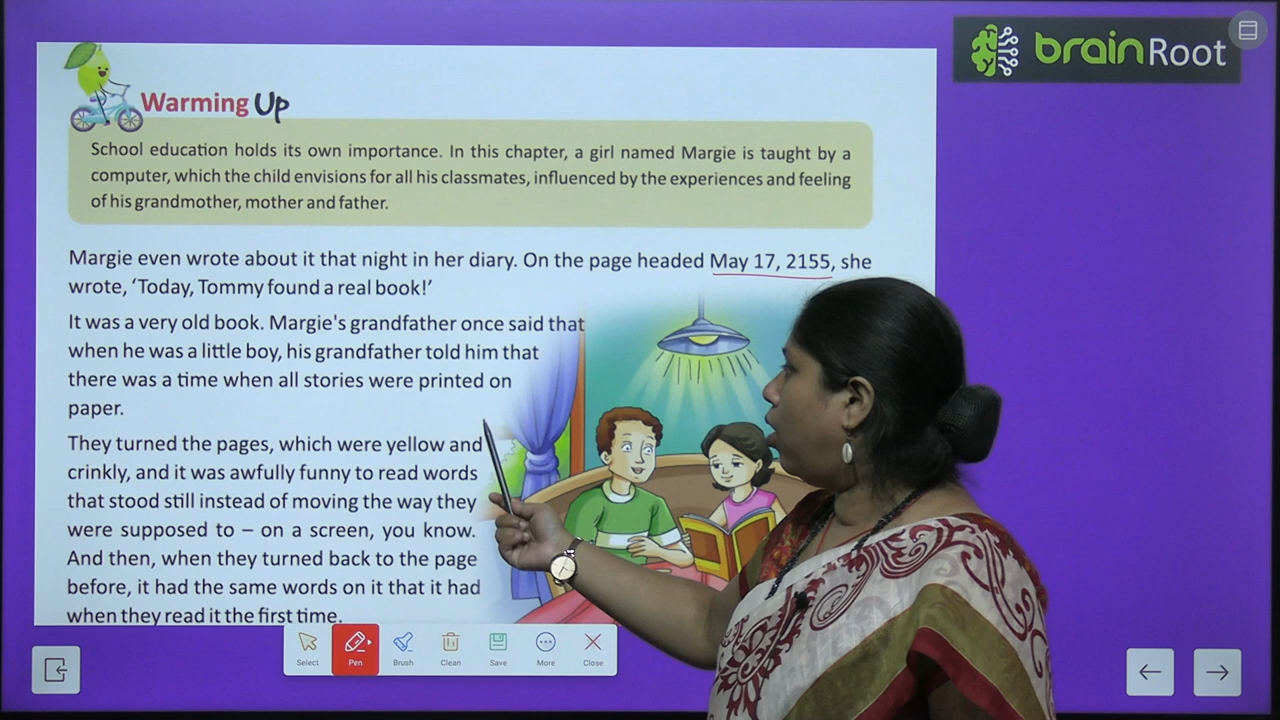 brainRoot
Warming Up
School education holds its own importance. In this chapter, a girl named Margie is taught by a
computer, which the child envisions for all his classmates, influenced by the experiences and feeling
of his grandmother, mother and father.
Margie even wrote about it that night in her diary. On the page headed May 17, 2155, she
wrote, ‘Today, Tommy found a real book!’
It was a very old book. Margie's grandfather once said that
when he was a little boy, his grandfather told him that
there was a time when all stories were printed on
paper.
They turned the pages, which were yellow and
crinkly, and it was awfully funny to read words
that stood still instead of moving the way they
were supposed to – on a screen, you know.
And then, when they turned back to the page
before, it had the same words on it that it had
when they read it the first time.
Select Pen Brush Clean Save More Close